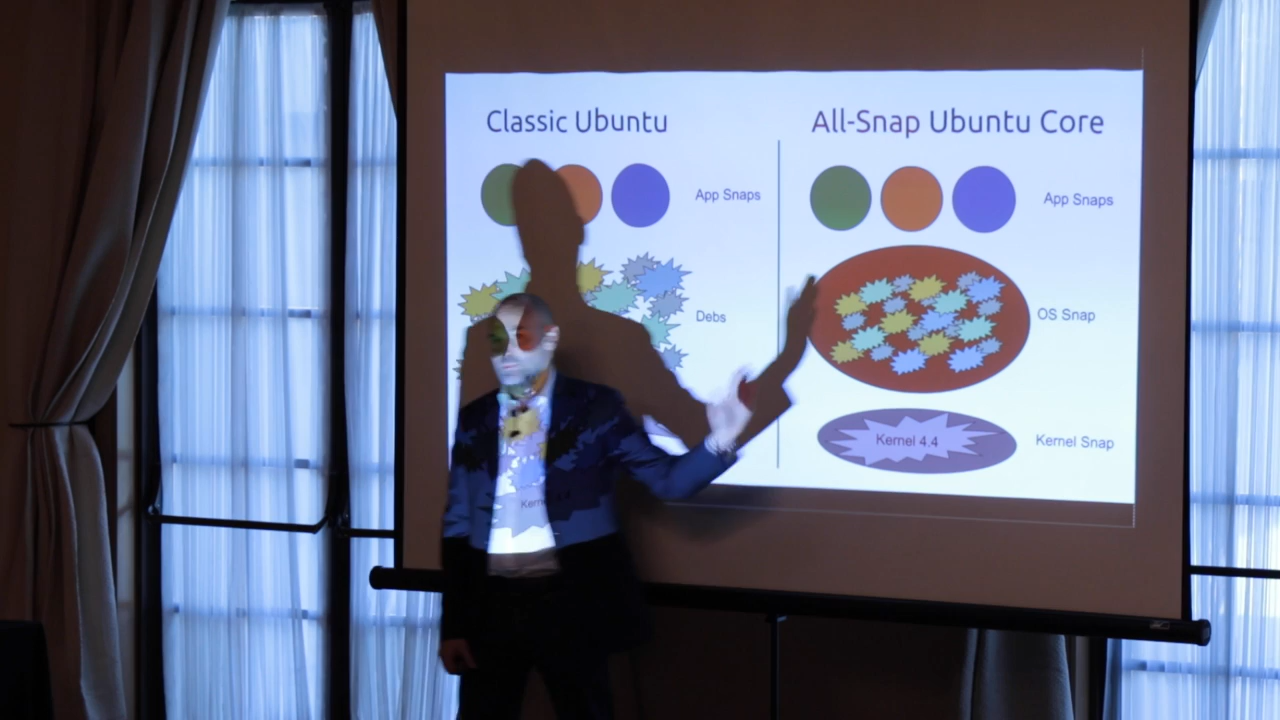 Classic Ubuntu
App Snaps
Debs
All-Snap Ubuntu Core
App Snaps
OS Snap
Kernel 4.4
Kernel Snap